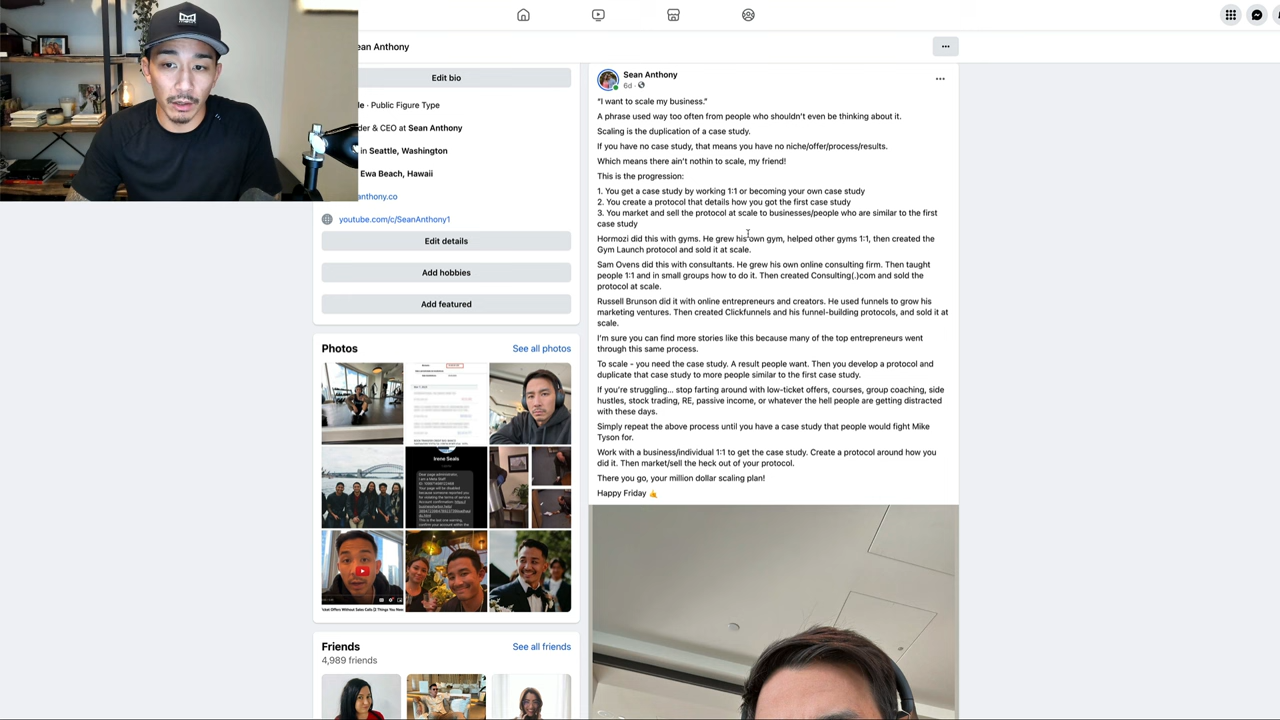 ean Anthony
...
Edit bio
le · Public Figure Type
der & CEO at Sean Anthony
in Seattle, Washington
Ewa Beach, Hawaii
anthony.co
youtube.com/c/SeanAnthony1
Edit details
Add hobbies
Add featured
Photos
See all photos
Irene Seals
Friends
See all friends
4,989 friends
Sean Anthony
6d
"I want to scale my business."
A phrase used way too often from people who shouldn't even be thinking about it.
Scaling is the duplication of a case study.
If you have no case study, that means you have no niche/offer/process/results.
Which means there ain't nothin to scale, my friend!
This is the progression:
1. You get a case study by working 1:1 or becoming your own case study
2. You create a protocol that details how you got the first case study
3. You market and sell the protocol at scale to businesses/people who are similar to the first
case study
Hormozi did this with gyms. He grew his own gym, helped other gyms 1:1, then created the
Gym Launch protocol and sold it at scale.
Sam Ovens did this with consultants. He grew his own online consulting firm. Then taught
people 1:1 and in small groups how to do it. Then created Consulting(.)com and sold the
protocol at scale.
Russell Brunson did it with online entrepreneurs and creators. He used funnels to grow his
marketing ventures. Then created Clickfunnels and his funnel-building protocols, and sold it at
scale.
I'm sure you can find more stories like this because many of the top entrepreneurs went
through this same process.
To scale - you need the case study. A result people want. Then you develop a protocol and
duplicate that case study to more people similar to the first case study.
If you're struggling... stop farting around with low-ticket offers, courses, group coaching, side
hustles, stock trading, RE, passive income, or whatever the hell people are getting distracted
with these days.
Simply repeat the above process until you have a case study that people would fight Mike
Tyson for.
Work with a business/individual 1:1 to get the case study. Create a protocol around how you
did it. Then market/sell the heck out of your protocol.
There you go, your million dollar scaling plan!
Happy Friday 🤙